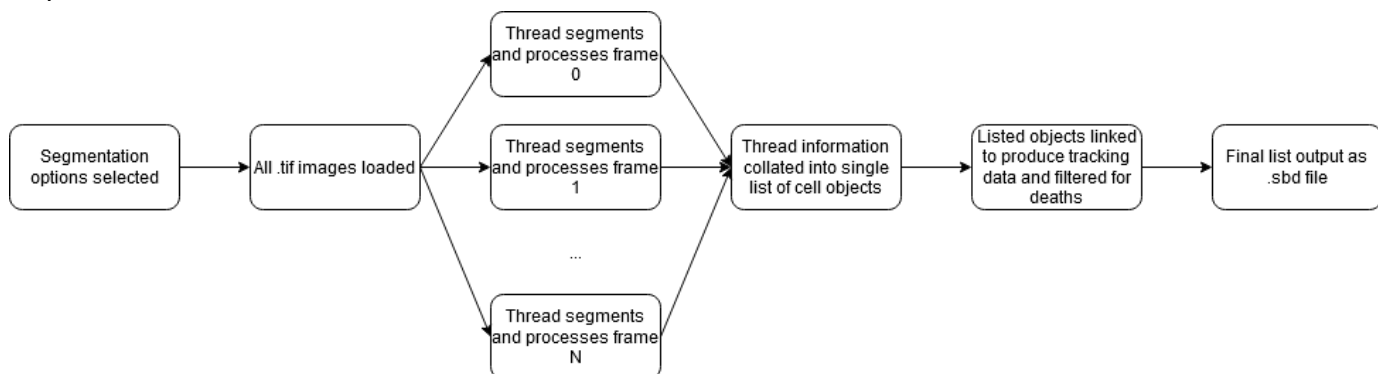 Segmentation
options selected
All .tif images loaded
Thread segments
and processes frame
0
Thread segments
and processes frame
1
...
Thread segments
and processes frame
N
Thread information
collated into single
list of cell objects
Listed objects linked
to produce tracking
data and filtered for
deaths
Final list output as
.sbd file